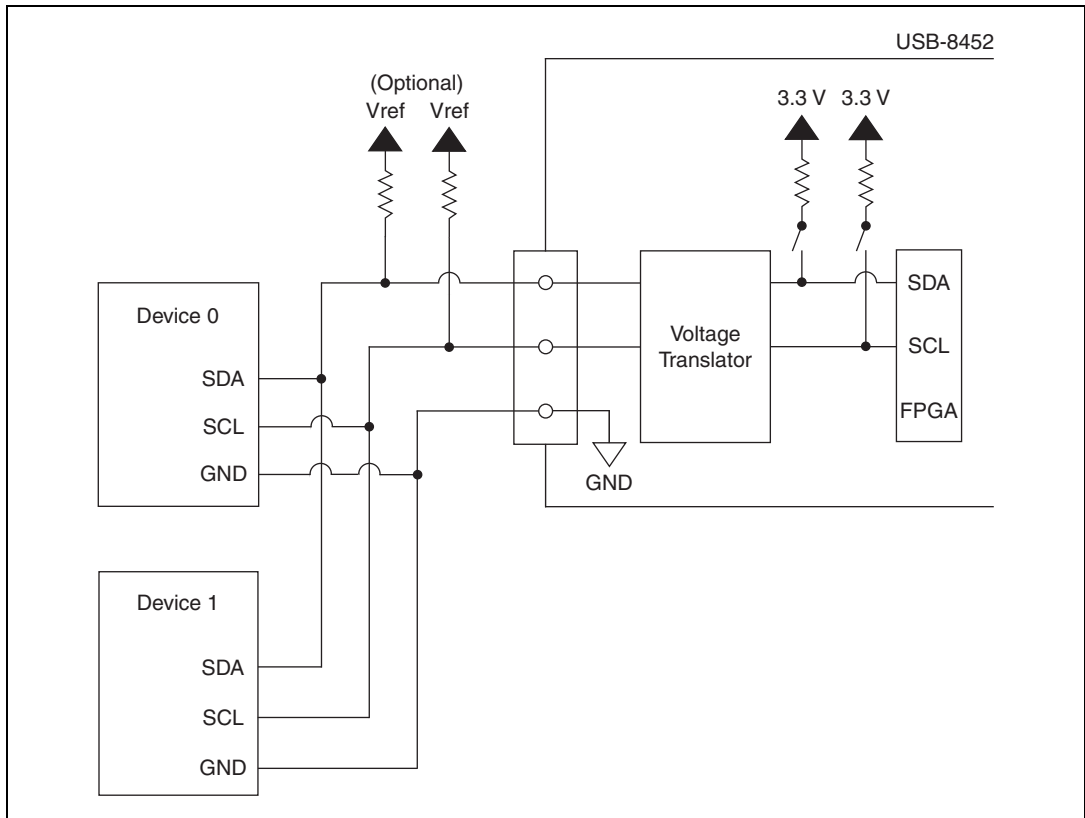 USB-8452
(Optional)
Vref Vref
3.3 V 3.3 V
Device 0
SDA
SCL
GND
Voltage
Translator
SDA
SCL
FPGA
GND
Device 1
SDA
SCL
GND